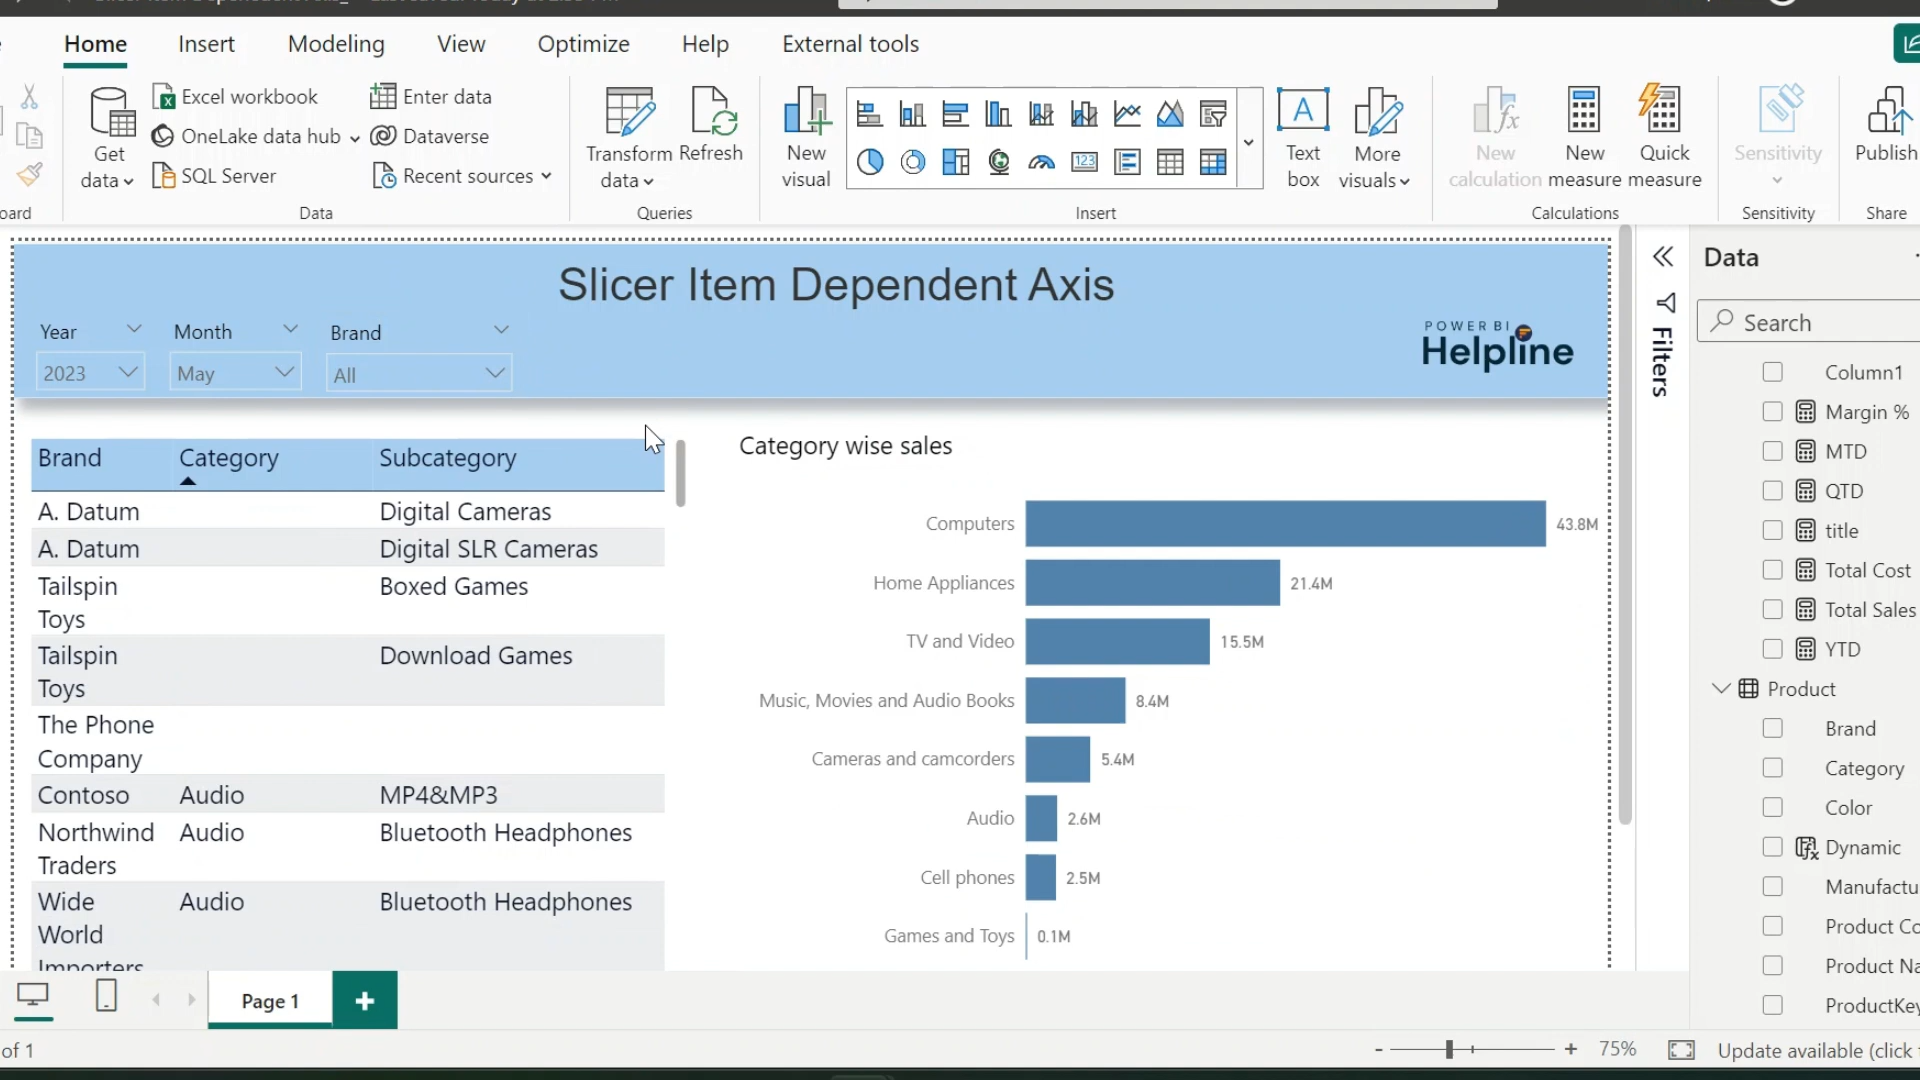 Home Insert Modeling View Optimize Help External tools
Excel workbook
Enter data
OneLake data hub
Dataverse
SQL Server
Recent sources
Get
data
Transform
data
Refresh
New
visual
Text
box
More
visuals
New
calculation
New
measure
Quick
measure
Sensitivity
Publish
Data
Queries
Insert
Calculations
Sensitivity
Share
Slicer Item Dependent Axis
Year
2023
Month
May
Brand
All
POWER BI
Helpline
Brand Category Subcategory
A. Datum Digital Cameras
A. Datum Digital SLR Cameras
Tailspin Boxed Games
Toys
Tailspin Download Games
Toys
The Phone
Company
Contoso Audio MP4&MP3
Northwind Audio Bluetooth Headphones
Traders
Wide Audio Bluetooth Headphones
World
Importers
Category wise sales
Computers 43.8M
Home Appliances 21.4M
TV and Video 15.5M
Music, Movies and Audio Books 8.4M
Cameras and camcorders 5.4M
Audio 2.6M
Cell phones 2.5M
Games and Toys 0.1M
Filters
Data
Search
Column1
Margin %
MTD
QTD
title
Total Cost
Total Sales
YTD
Product
Brand
Category
Color
Dynamic
Manufactu
Product Co
Product Na
ProductKey
Page 1
of 1
75%
Update available (click